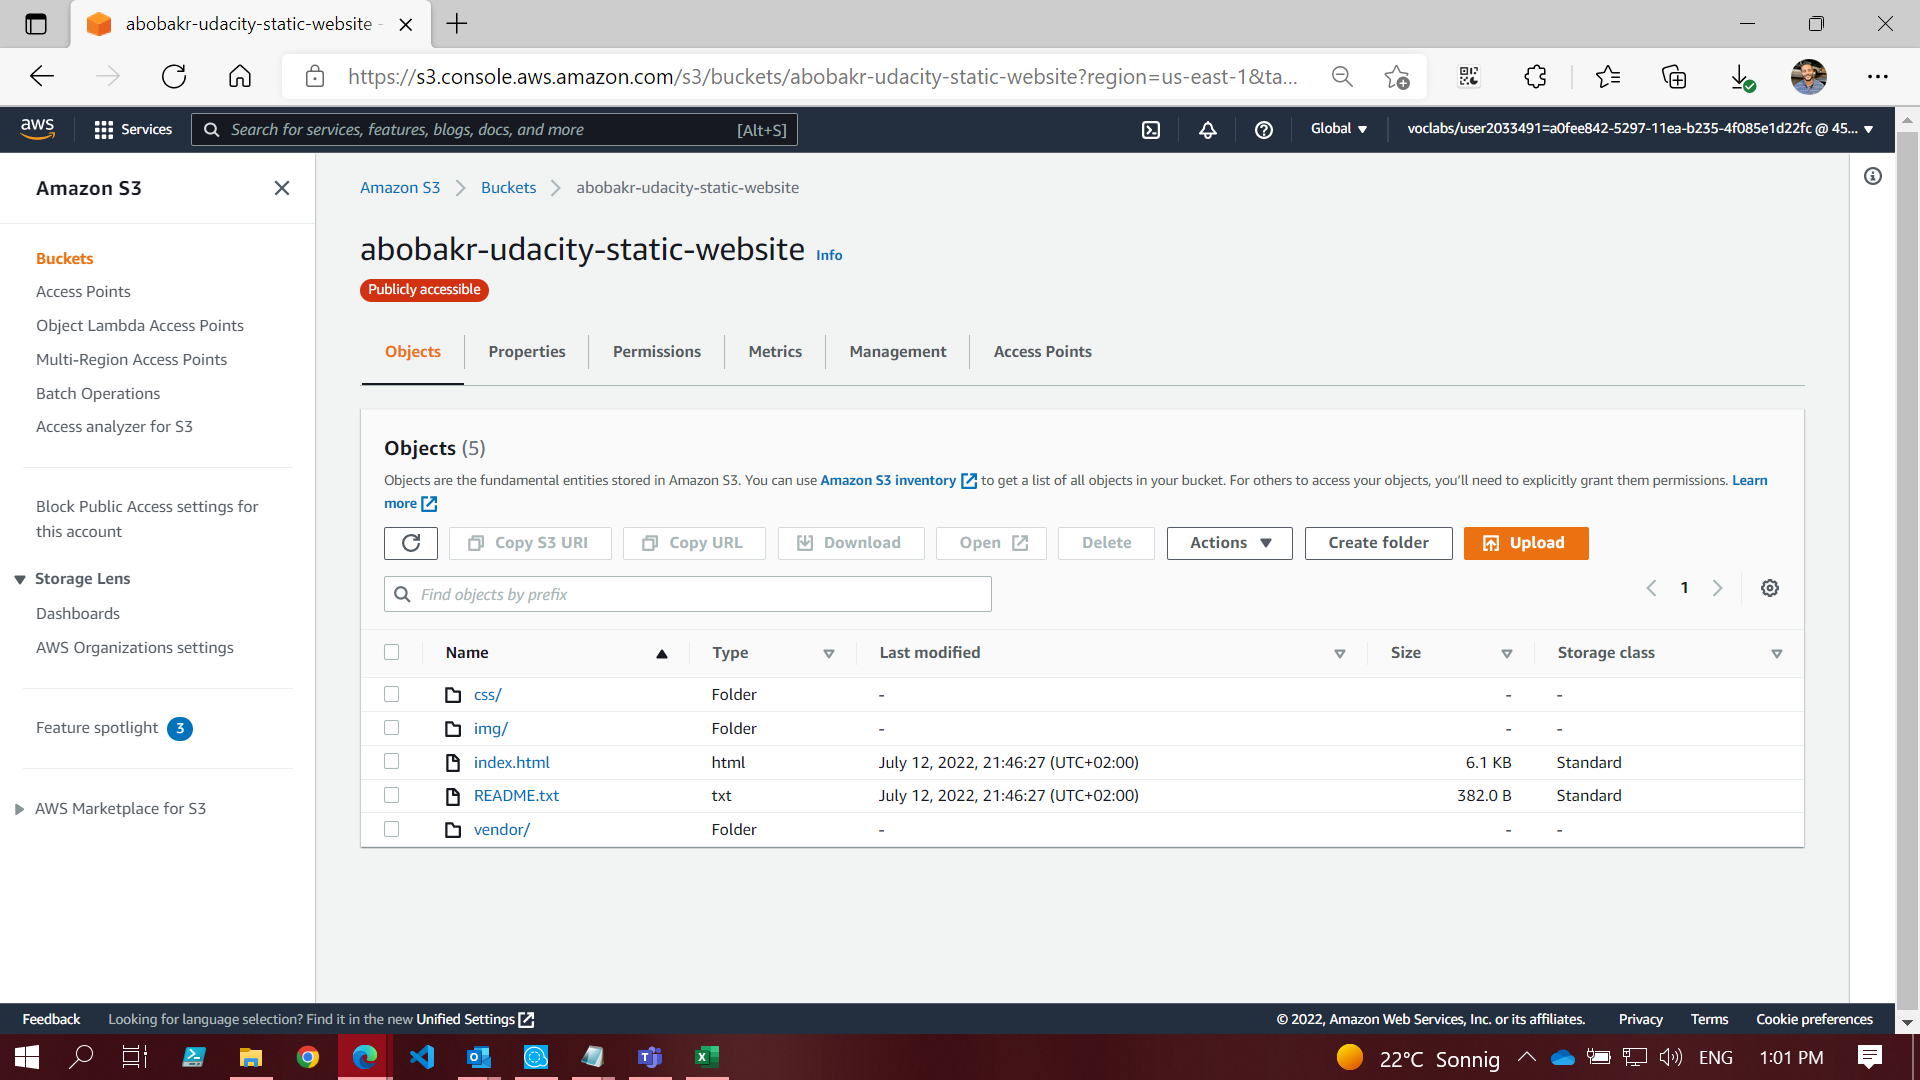 abobakr-udacity-static-website -
https://s3.console.aws.amazon.com/s3/buckets/abobakr-udacity-static-website?region=us-east-1&ta...
aws
Services
Search for services, features, blogs, docs, and more
[Alt+S]
Global
voclabs/user2033491=a0fee842-5297-11ea-b235-4f085e1d22fc @ 45...
Amazon S3
Buckets
Access Points
Object Lambda Access Points
Multi-Region Access Points
Batch Operations
Access analyzer for S3
Block Public Access settings for
this account
Storage Lens
Dashboards
AWS Organizations settings
Feature spotlight 3
AWS Marketplace for S3
Amazon S3 Buckets abobakr-udacity-static-website
abobakr-udacity-static-website Info
Publicly accessible
Objects Properties Permissions Metrics Management Access Points
Objects (5)
Objects are the fundamental entities stored in Amazon S3. You can use Amazon S3 inventory to get a list of all objects in your bucket. For others to access your objects, you'll need to explicitly grant them permissions. Learn
more
Copy S3 URI Copy URL Download Open Delete Actions Create folder Upload
Find objects by prefix
1
Name Type Last modified Size Storage class
css/ Folder - - -
img/ Folder - - -
index.html html July 12, 2022, 21:46:27 (UTC+02:00) 6.1 KB Standard
README.txt txt July 12, 2022, 21:46:27 (UTC+02:00) 382.0 B Standard
vendor/ Folder - - -
Feedback Looking for language selection? Find it in the new Unified Settings
© 2022, Amazon Web Services, Inc. or its affiliates. Privacy Terms Cookie preferences
22°C Sonnig ENG 1:01 PM